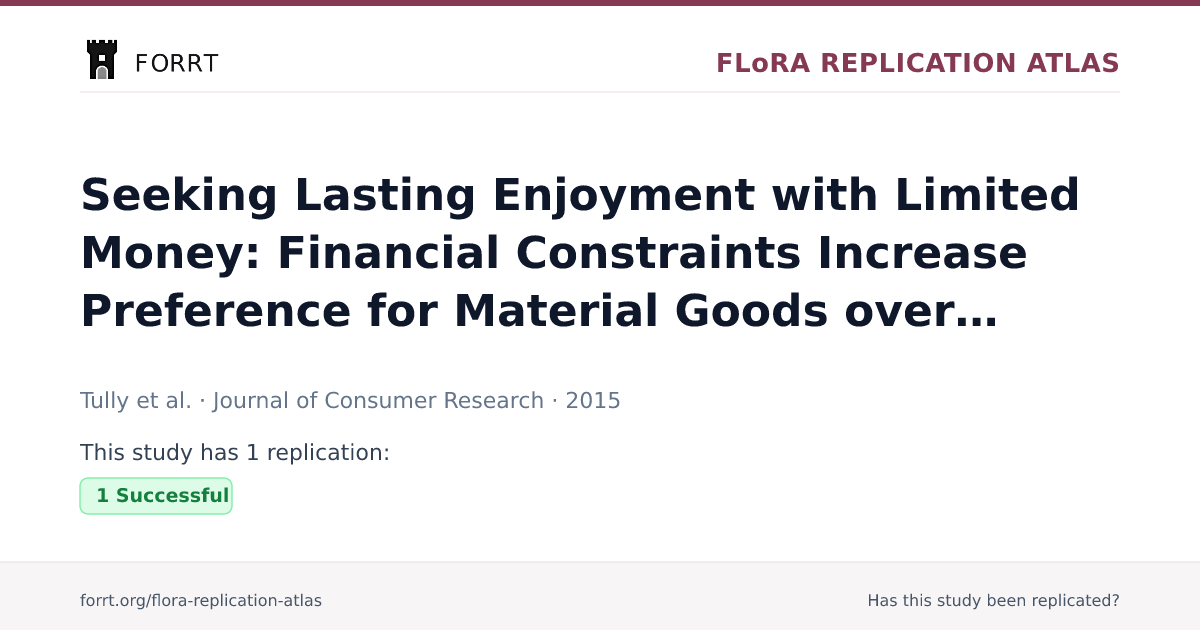 FORRT
FLoRA REPLICATION ATLAS
Seeking Lasting Enjoyment with Limited
Money: Financial Constraints Increase
Preference for Material Goods over…
Tully et al. · Journal of Consumer Research · 2015
This study has 1 replication:
1 Successful
forrt.org/flora-replication-atlas
Has this study been replicated?